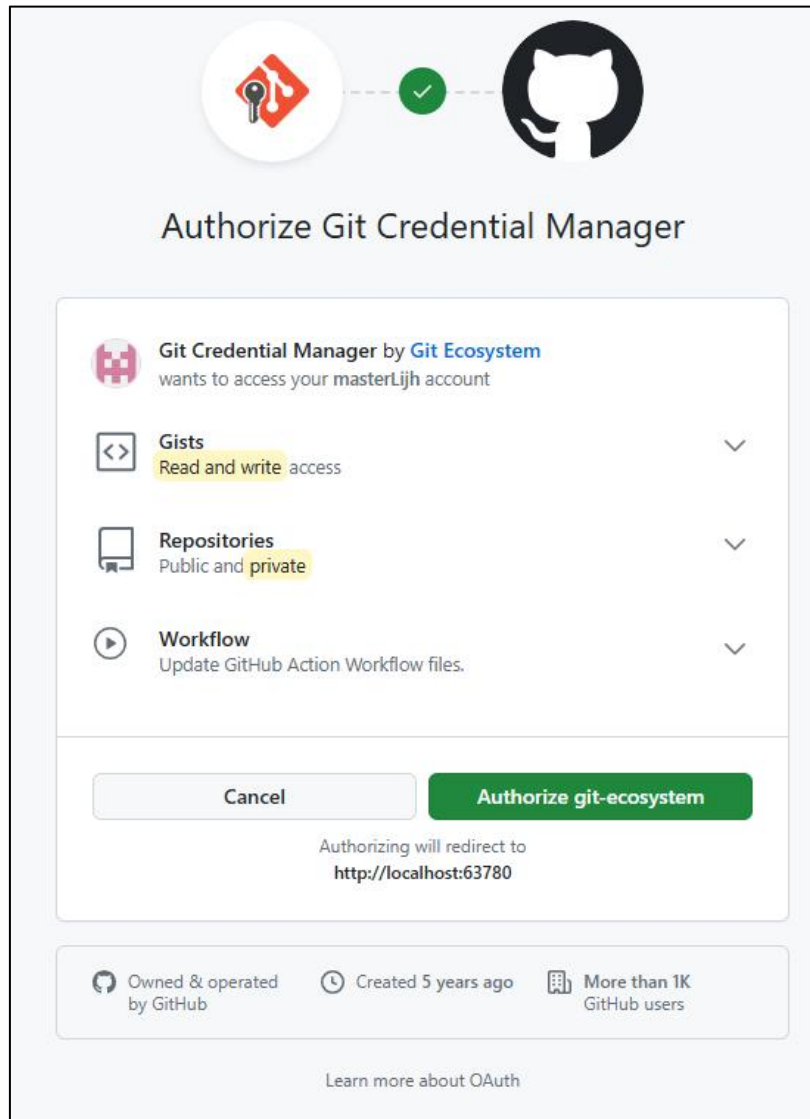 Authorize Git Credential Manager
Git Credential Manager by Git Ecosystem
wants to access your masterLijh account
Gists
Read and write access
Repositories
Public and private
Workflow
Update GitHub Action Workflow files.
Cancel
Authorize git-ecosystem
Authorizing will redirect to
http://localhost:63780
Owned & operated
by GitHub
Created 5 years ago
More than 1K
GitHub users
Learn more about OAuth